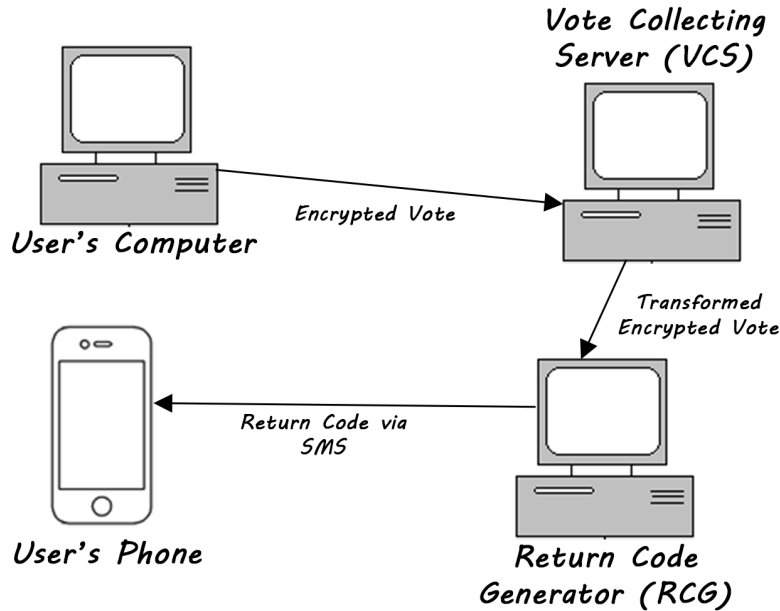 Vote Collecting
Server (VCS)
Encrypted Vote
User's Computer
Transformed
Encrypted Vote
Return Code via
SMS
User's Phone
Return Code
Generator (RCG)